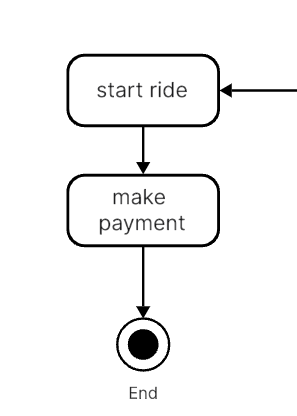 start ride
make
payment
End